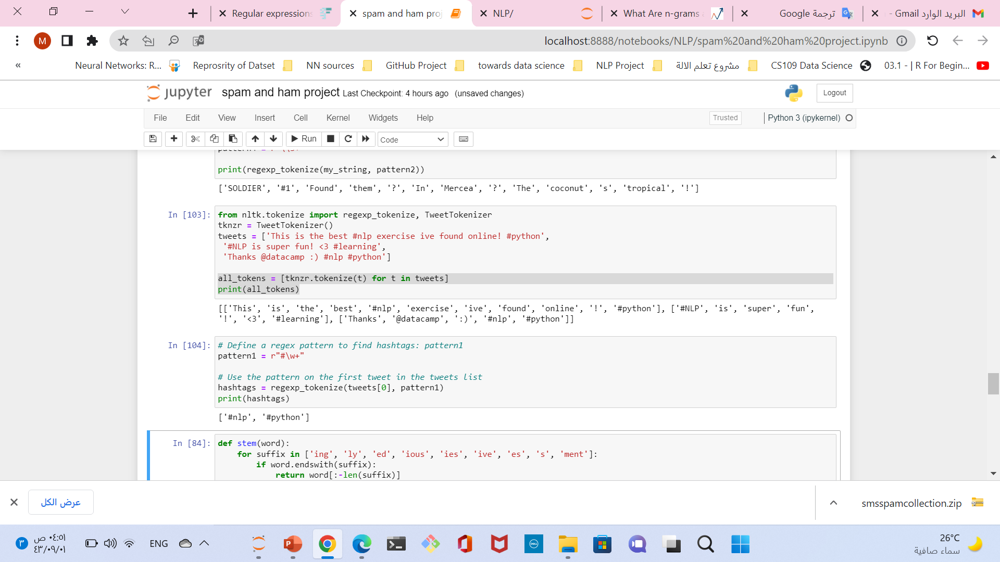 Regular expressions
spam and ham proj
NLP/
What Are n-grams a
ترجمة Google
البريد الوارد - Gmail
M
localhost:8888/notebooks/NLP/spam%20and%20ham%20project.ipynb
«
Neural Networks: R...
Reprosrity of Datset
NN sources
GitHub Project
towards data science
NLP Project
مشروع تعلم الالة
CS109 Data Science
03.1 - | R For Begin...
jupyter spam and ham project Last Checkpoint: 4 hours ago (unsaved changes)
Logout
File Edit View Insert Cell Kernel Widgets Help
Trusted
Python 3 (ipykernel)
Run
Code
print(regexp_tokenize(my_string, pattern2))
['SOLDIER', '#1', 'Found', 'them', '?', 'In', 'Mercea', '?', 'The', 'coconut', 's', 'tropical', '!']
In [103]:
from nltk.tokenize import regexp_tokenize, TweetTokenizer
tknzr = TweetTokenizer()
tweets = ['This is the best #nlp exercise ive found online! #python',
'#NLP is super fun! <3 #learning',
'Thanks @datacamp :) #nlp #python']
all_tokens = [tknzr.tokenize(t) for t in tweets]
print(all_tokens)
[['This', 'is', 'the', 'best', '#nlp', 'exercise', 'ive', 'found', 'online', '!', '#python'], ['#NLP', 'is', 'super', 'fun',
'!', '<3', '#learning'], ['Thanks', '@datacamp', ':)', '#nlp', '#python']]
In [104]:
# Define a regex pattern to find hashtags: pattern1
pattern1 = r"#\w+"
# Use the pattern on the first tweet in the tweets list
hashtags = regexp_tokenize(tweets[0], pattern1)
print(hashtags)
['#nlp', '#python']
In [84]:
def stem(word):
for suffix in ['ing', 'ly', 'ed', 'ious', 'ies', 'ive', 'es', 's', 'ment']:
if word.endswith(suffix):
return word[:-len(suffix)]
عرض الكل
smsspamcollection.zip
٣
٠٤:٥١ ص
٤٣/٠٩/٠١
ENG
DELL
26°C
سماء صافية